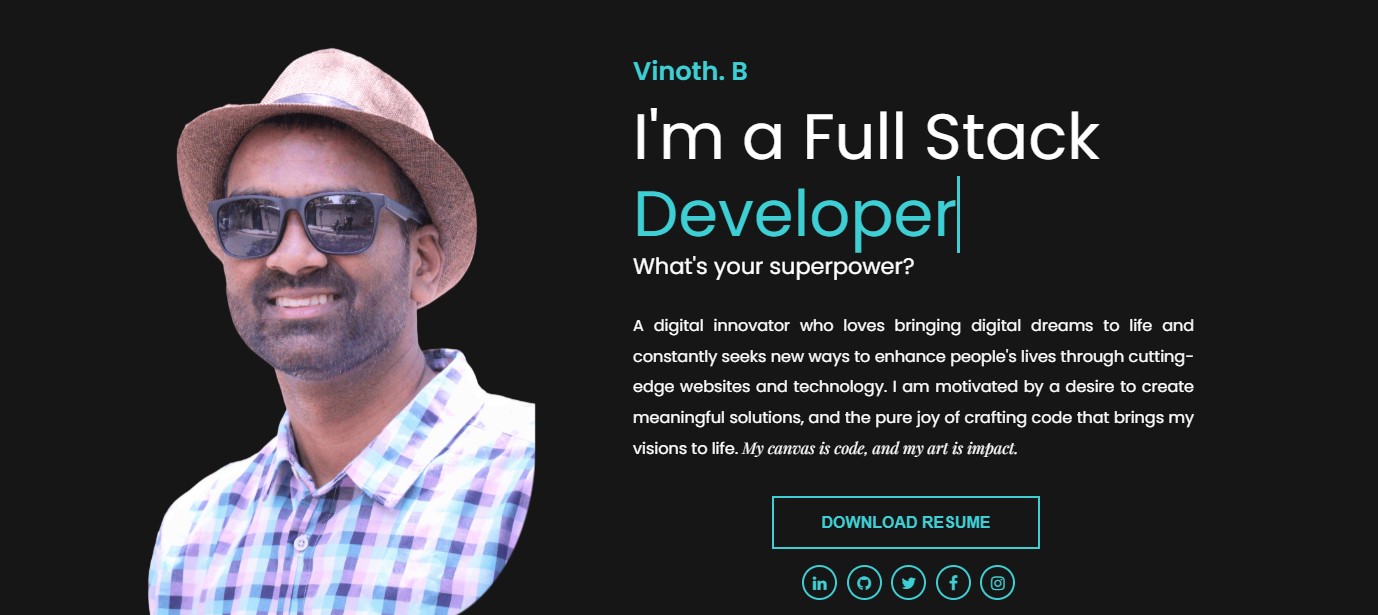 Vinoth. B
I'm a Full Stack
Developer
What's your superpower?
A digital innovator who loves bringing digital dreams to life and
constantly seeks new ways to enhance people's lives through cutting-
edge websites and technology. I am motivated by a desire to create
meaningful solutions, and the pure joy of crafting code that brings my
visions to life. My canvas is code, and my art is impact.
DOWNLOAD RESUME